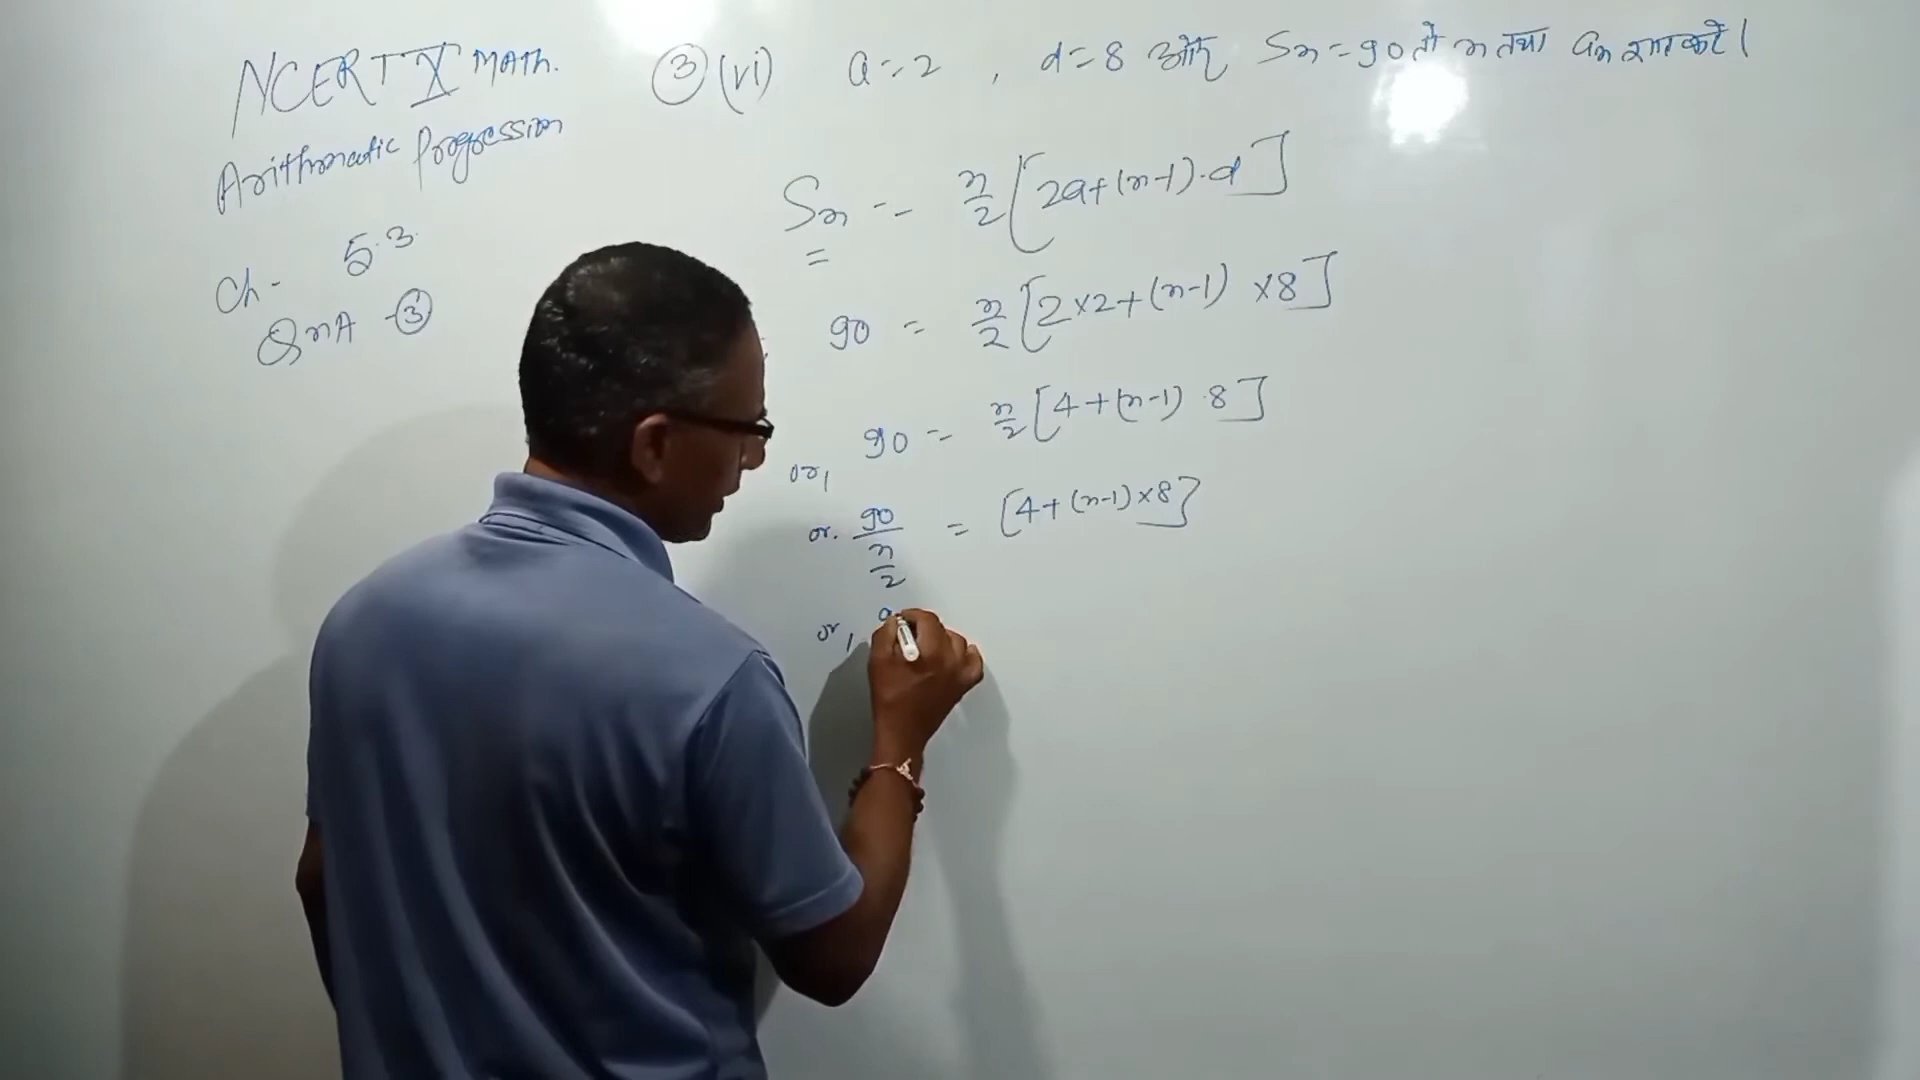 NCERT X MATH.
Arithmatic Progression
Ch- 5.3
QnA - ③
③ (vi) a = 2 , d = 8 और Sn = 90 तो n तथा an ज्ञात करें।
Sn = n/2 [2a+(n-1).d]
90 = n/2 [2×2+(n-1) ×8]
or, 90 = n/2 [4+(n-1) 8]
or. 90/(n/2) = [4+(n-1)×8]
or,